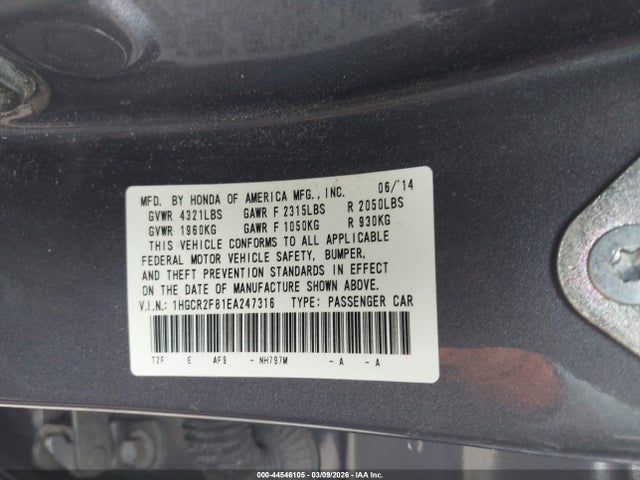 MFD. BY HONDA OF AMERICA MFG., INC. 06/'14
GVWR 4321LBS GAWR F 2315LBS R 2050LBS
GVWR 1960KG GAWR F 1050KG R 930KG
THIS VEHICLE CONFORMS TO ALL APPLICABLE
FEDERAL MOTOR VEHICLE SAFETY, BUMPER,
AND THEFT PREVENTION STANDARDS IN EFFECT
ON THE DATE OF MANUFACTURE SHOWN ABOVE.
V.I.N.: 1HGCR2F81EA247316 TYPE: PASSENGER CAR
T2F E AF9 - NH797M - A - A
000-44546105 - 03/09/2026 - IAA Inc.